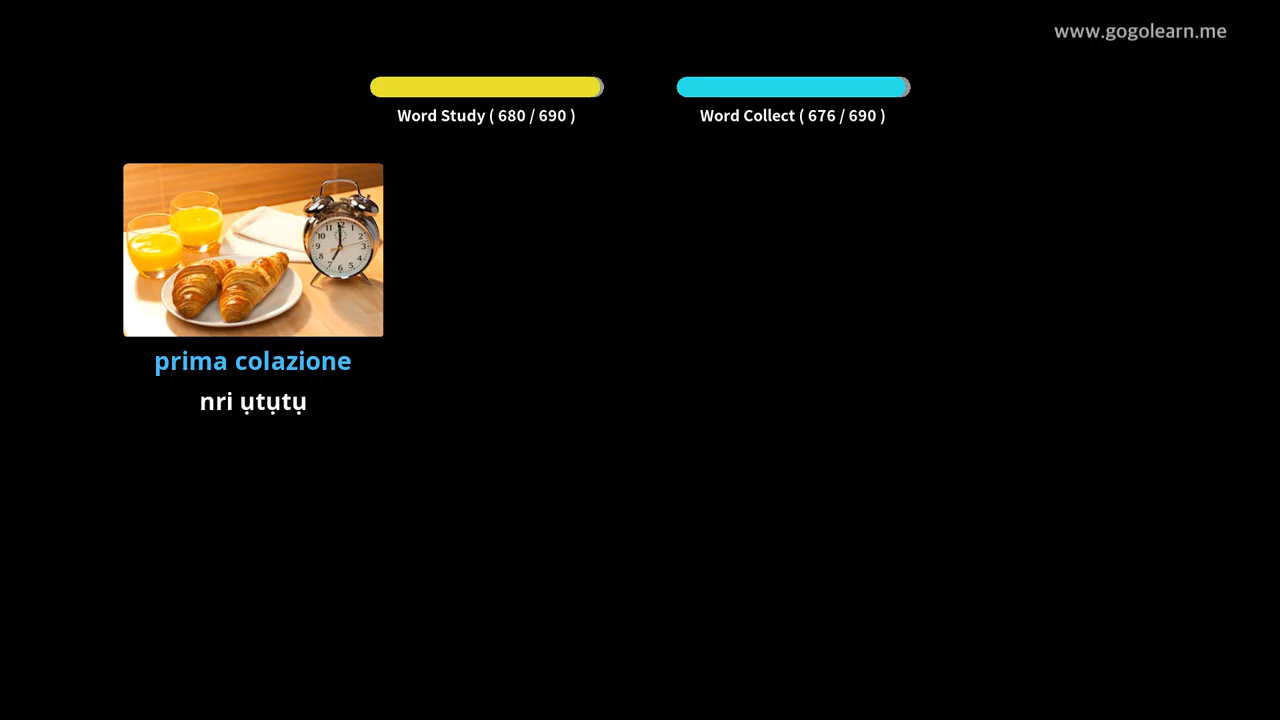 www.gogolearn.me
Word Study ( 680 / 690 )
Word Collect ( 676 / 690 )
prima colazione
nri ụtụtụ